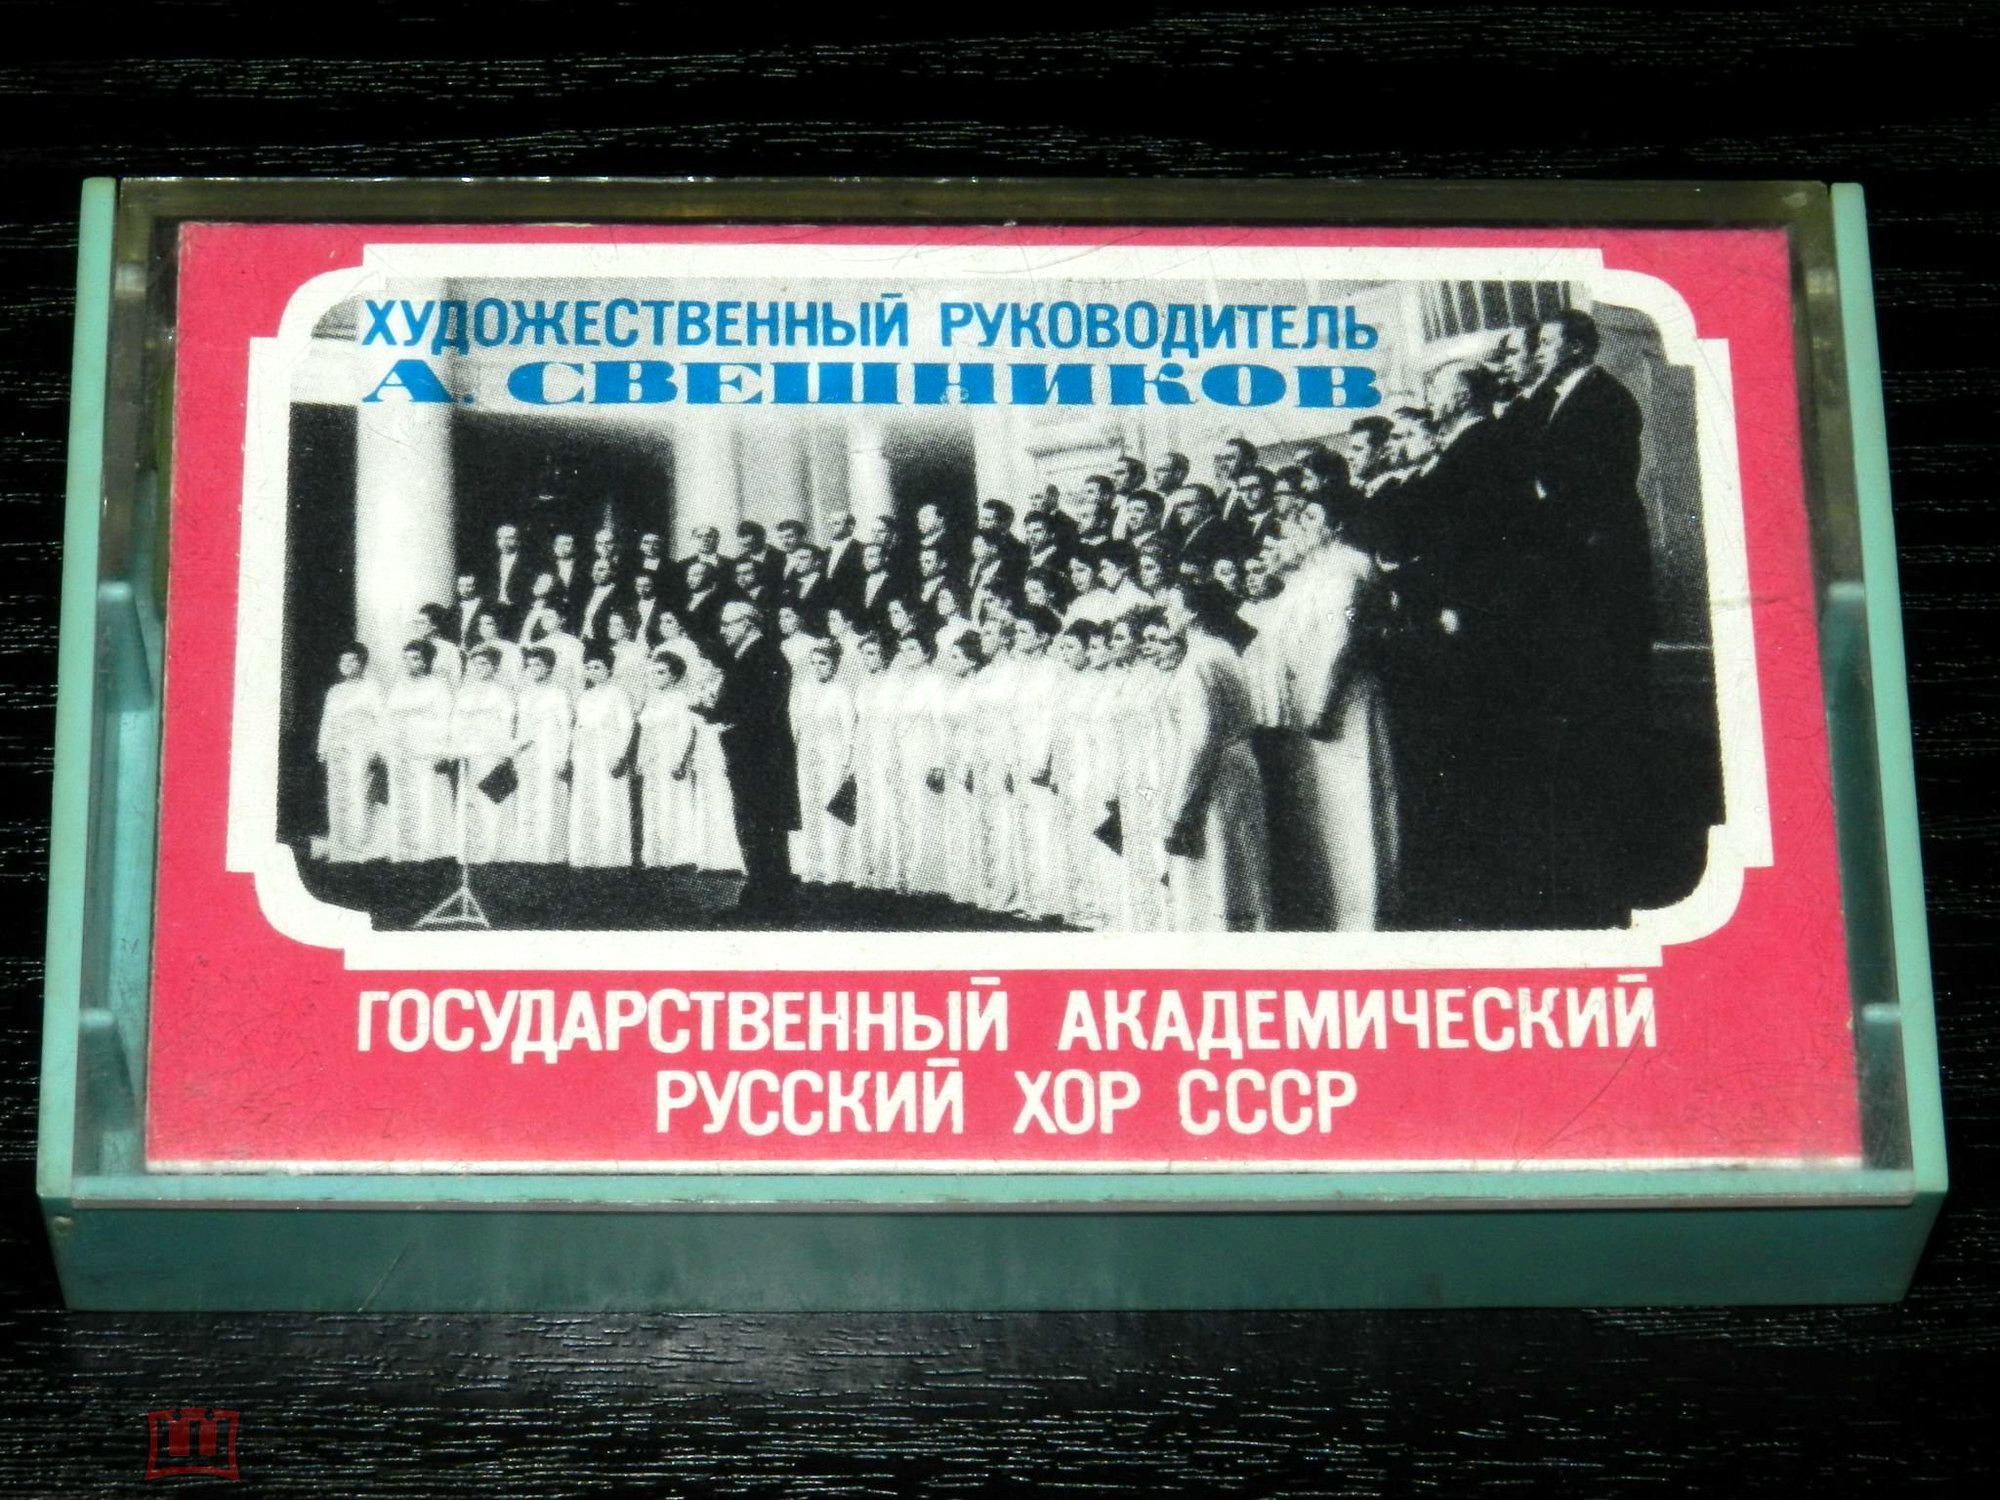 ХУДОЖЕСТВЕННЫЙ РУКОВОДИТЕЛЬ
А. СВЕШНИКОВ
ГОСУДАРСТВЕННЫЙ АКАДЕМИЧЕСКИЙ
РУССКИЙ ХОР СССР